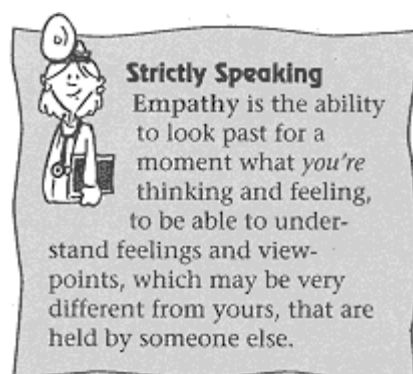 Strictly Speaking
Empathy is the ability
to look past for a
moment what you're
thinking and feeling,
to be able to under-
stand feelings and view-
points, which may be very
different from yours, that are
held by someone else.